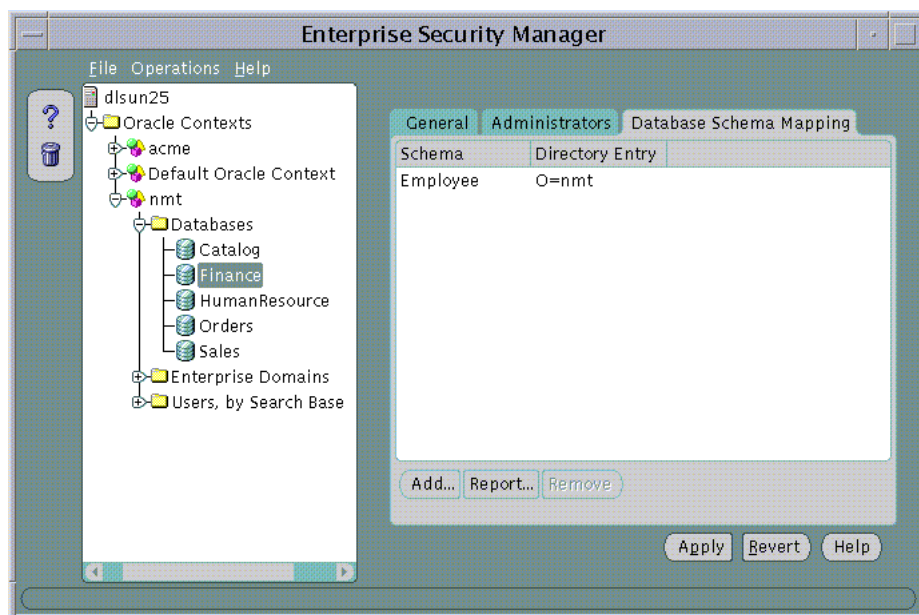 Enterprise Security Manager
File Operations Help
dlsun25
Oracle Contexts
acme
Default Oracle Context
nmt
Databases
Catalog
Finance
HumanResource
Orders
Sales
Enterprise Domains
Users, by Search Base
General Administrators Database Schema Mapping
Schema Directory Entry
Employee O=nmt
Add... Report... Remove
Apply Revert Help